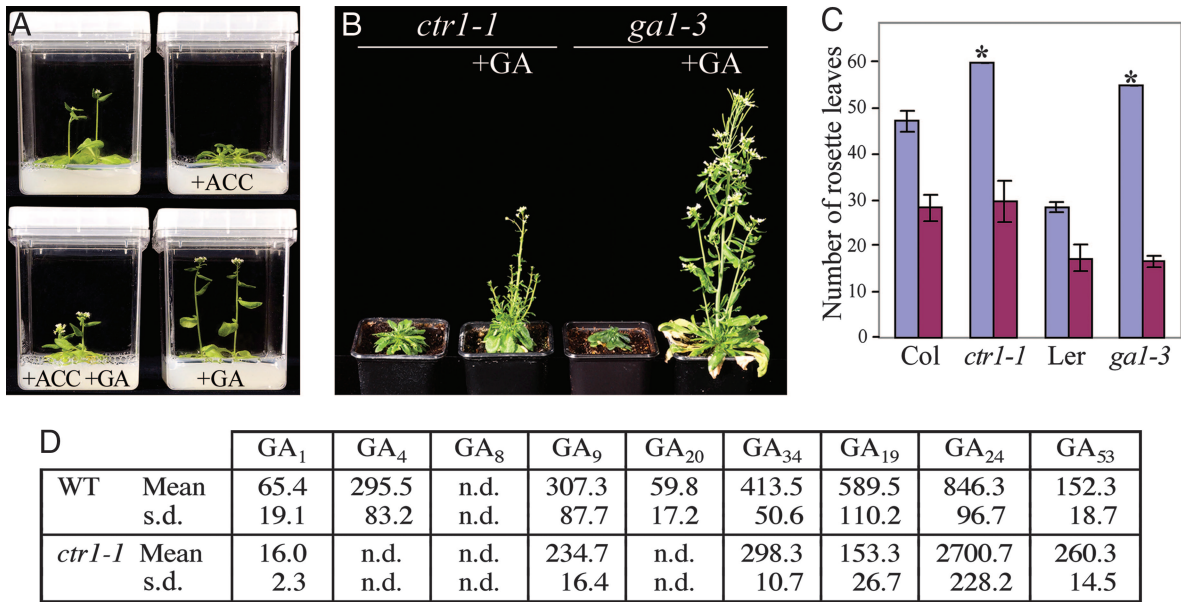 A
+ACC
+ACC +GA
+GA
B
ctr1-1 ga1-3
+GA +GA
C
Number of rosette leaves
60
50
40
30
20
10
0
* *
Col ctr1-1 Ler ga1-3
D
GA1 GA4 GA8 GA9 GA20 GA34 GA19 GA24 GA53
WT Mean 65.4 295.5 n.d. 307.3 59.8 413.5 589.5 846.3 152.3
s.d. 19.1 83.2 n.d. 87.7 17.2 50.6 110.2 96.7 18.7
ctr1-1 Mean 16.0 n.d. n.d. 234.7 n.d. 298.3 153.3 2700.7 260.3
s.d. 2.3 n.d. n.d. 16.4 n.d. 10.7 26.7 228.2 14.5